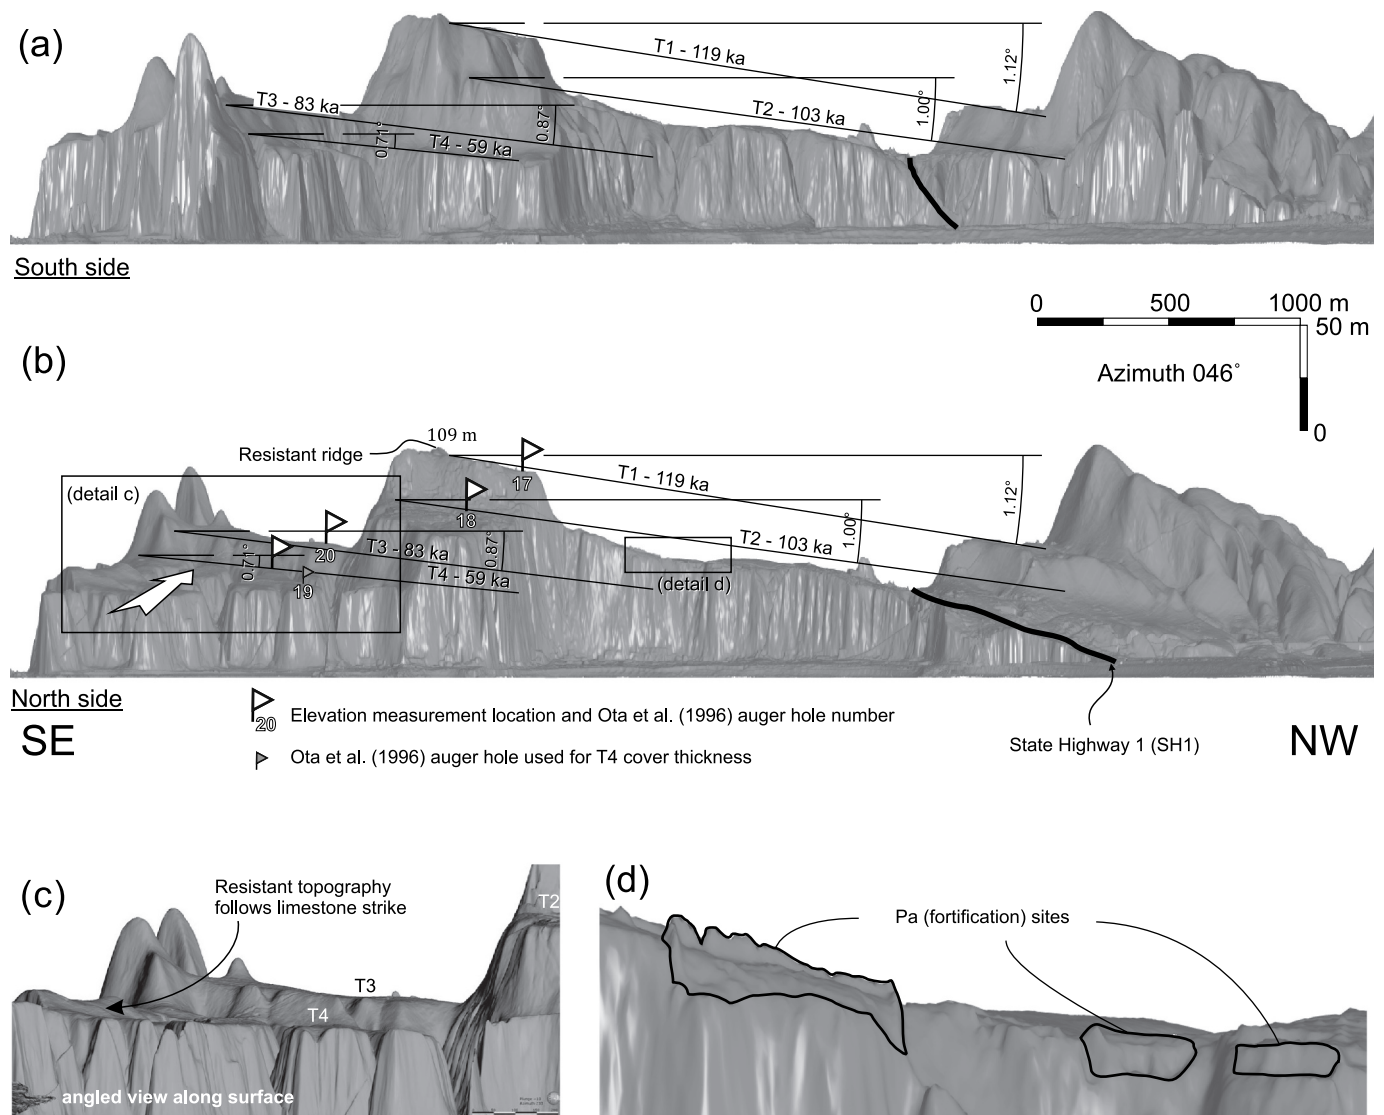 (a)
T1 - 119 ka
1.12°
T3 - 83 ka
T2 - 103 ka
1.00°
0.87°
0.71°
T4 - 59 ka
South side
0 500 1000 m
50 m
Azimuth 046°
0
(b)
109 m
Resistant ridge
(detail c)
17
T1 - 119 ka
1.12°
18
20
T3 - 83 ka
0.87°
T2 - 103 ka
1.00°
0.71°
T4 - 59 ka
(detail d)
19
North side
SE
20 Elevation measurement location and Ota et al. (1996) auger hole number
Ota et al. (1996) auger hole used for T4 cover thickness
State Highway 1 (SH1)
NW
(c)
Resistant topography
follows limestone strike
T2
T3
T4
angled view along surface
(d)
Pa (fortification) sites